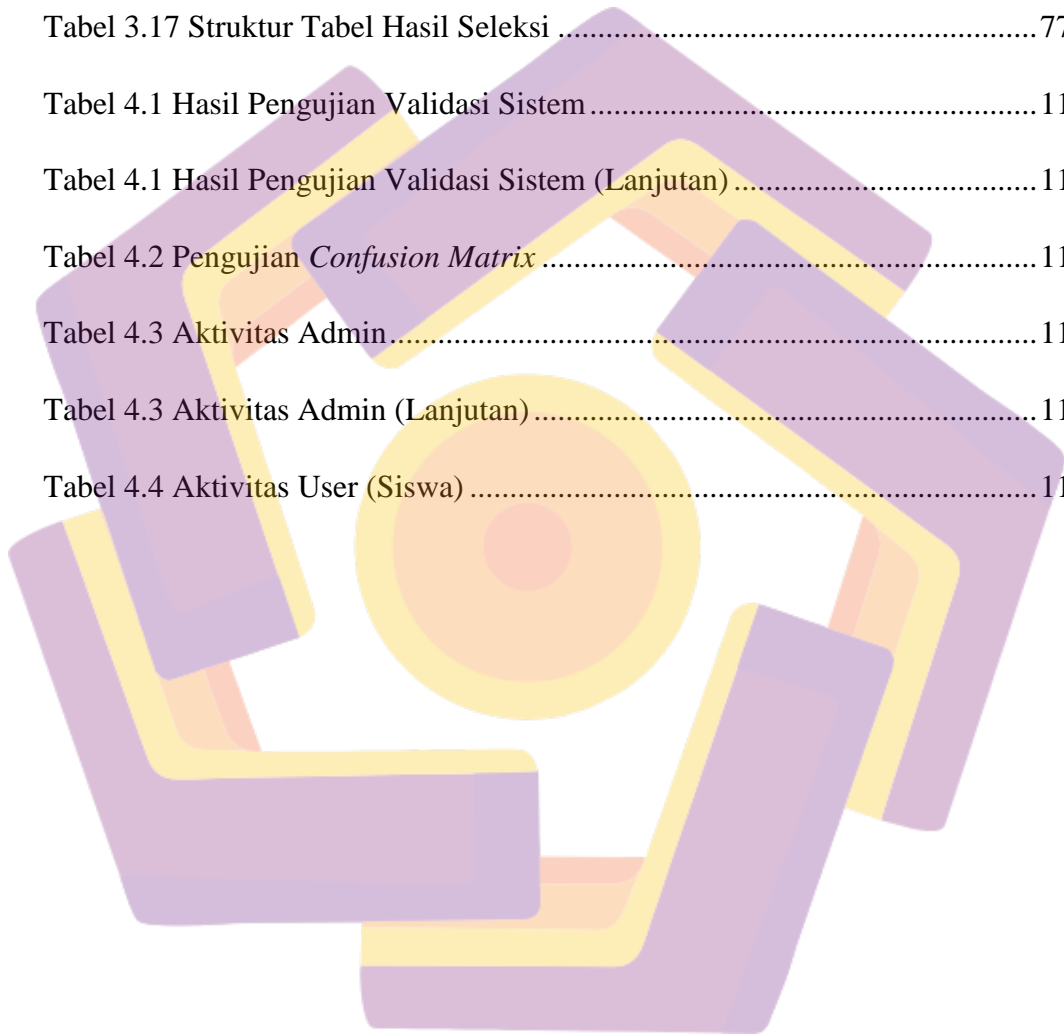 Tabel 3.17 Struktur Tabel Hasil Seleksi ........................................................ 77
Tabel 4.1 Hasil Pengujian Validasi Sistem .................................................... 11
Tabel 4.1 Hasil Pengujian Validasi Sistem (Lanjutan) ..................................... 11
Tabel 4.2 Pengujian Confusion Matrix .......................................................... 11
Tabel 4.3 Aktivitas Admin ........................................................................... 11
Tabel 4.3 Aktivitas Admin (Lanjutan) ........................................................... 11
Tabel 4.4 Aktivitas User (Siswa) .................................................................. 11